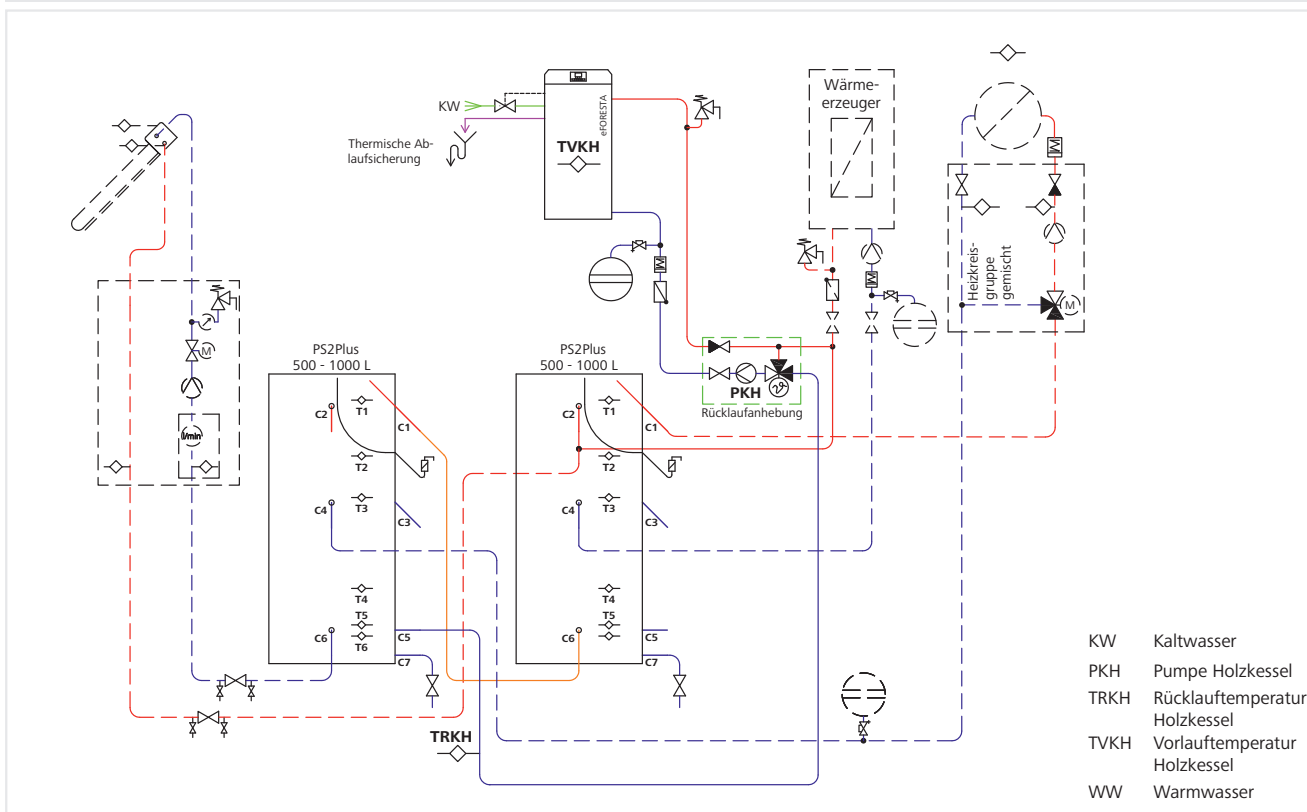 KW
Thermische Ab-
laufsicherung
eFORESTA
TVKH
Wärme-
erzeuger
Heizkreis-
gruppe
gemischt
M
M
l/min
PS2Plus
500 - 1000 L
C2
T1
C1
T2
C4
T3
C3
T4
T5
C6
T6
C5
C7
PS2Plus
500 - 1000 L
C2
T1
C1
T2
C4
T3
C3
T4
T5
C6
C5
C7
PKH
Rücklaufanhebung
TRKH
KW Kaltwasser
PKH Pumpe Holzkessel
TRKH Rücklauftemperatur
Holzkessel
TVKH Vorlauftemperatur
Holzkessel
WW Warmwasser